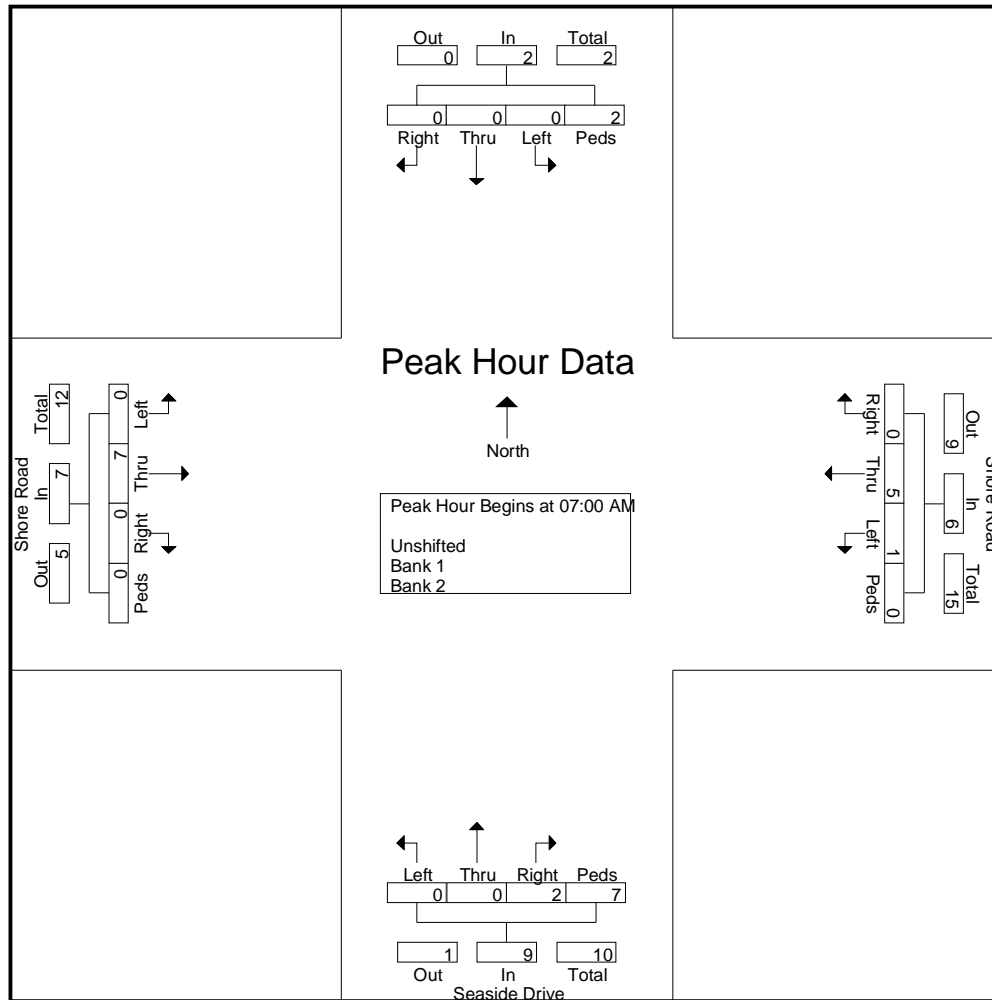 Out In Total
0 2 2
0 0 0 2
Right Thru Left Peds
Peak Hour Data
North
Peak Hour Begins at 07:00 AM
Unshifted
Bank 1
Bank 2
Shore Road
Out In Total
5 7 12
0 0 7 0
Peds Right Thru Left
Shore Road
Out In Total
9 6 15
0 5 1 0
Right Thru Left Peds
Left Thru Right Peds
0 0 2 7
1 9 10
Out In Total
Seaside Drive